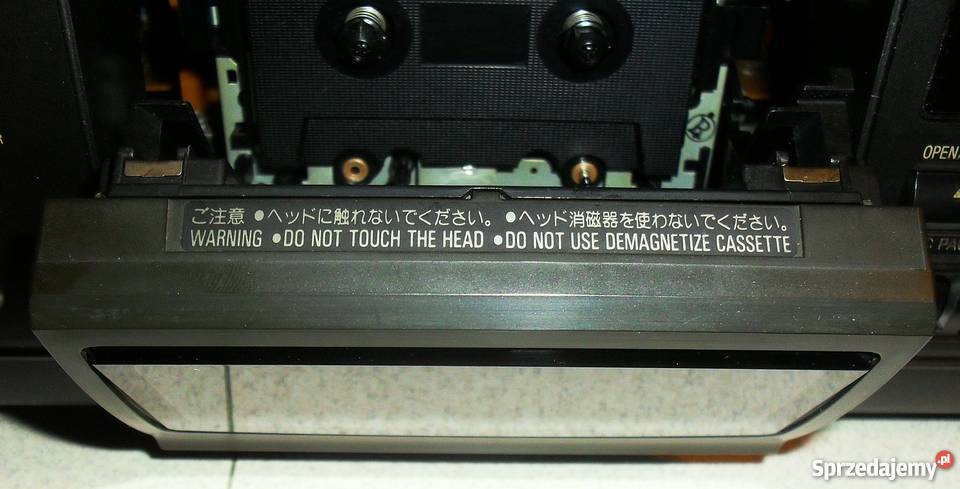 OPEN/
ご注意 ●ヘッドに触れないでください。 ●ヘッド消磁器を使わないでください。
WARNING ●DO NOT TOUCH THE HEAD ●DO NOT USE DEMAGNETIZE CASSETTE
Sprzedajemy.pl